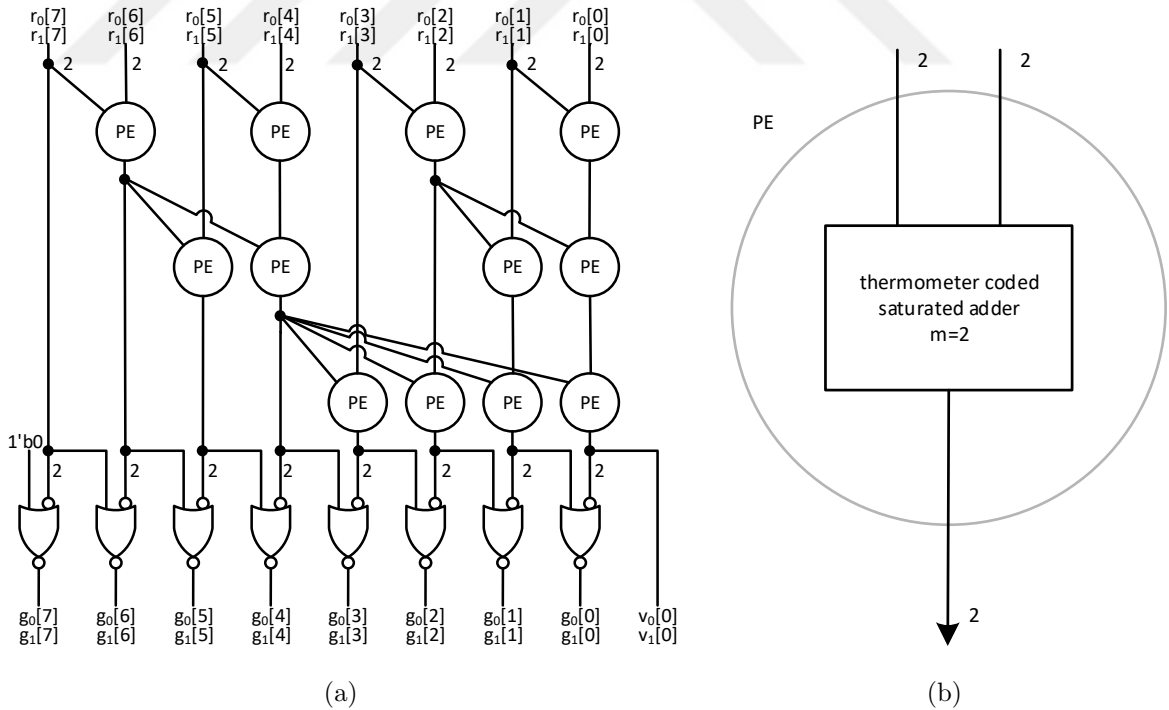 r₀[7] r₀[6] r₀[5] r₀[4] r₀[3] r₀[2] r₀[1] r₀[0]
r₁[7] r₁[6] r₁[5] r₁[4] r₁[3] r₁[2] r₁[1] r₁[0]
2 2 2 2 2 2 2 2
PE PE PE PE
PE PE PE PE
PE PE PE PE
1'b0
2 2 2 2 2 2 2 2
g₀[7] g₀[6] g₀[5] g₀[4] g₀[3] g₀[2] g₀[1] g₀[0] v₀[0]
g₁[7] g₁[6] g₁[5] g₁[4] g₁[3] g₁[2] g₁[1] g₁[0] v₁[0]
(a)
2 2
PE
thermometer coded
saturated adder
m=2
2
(b)